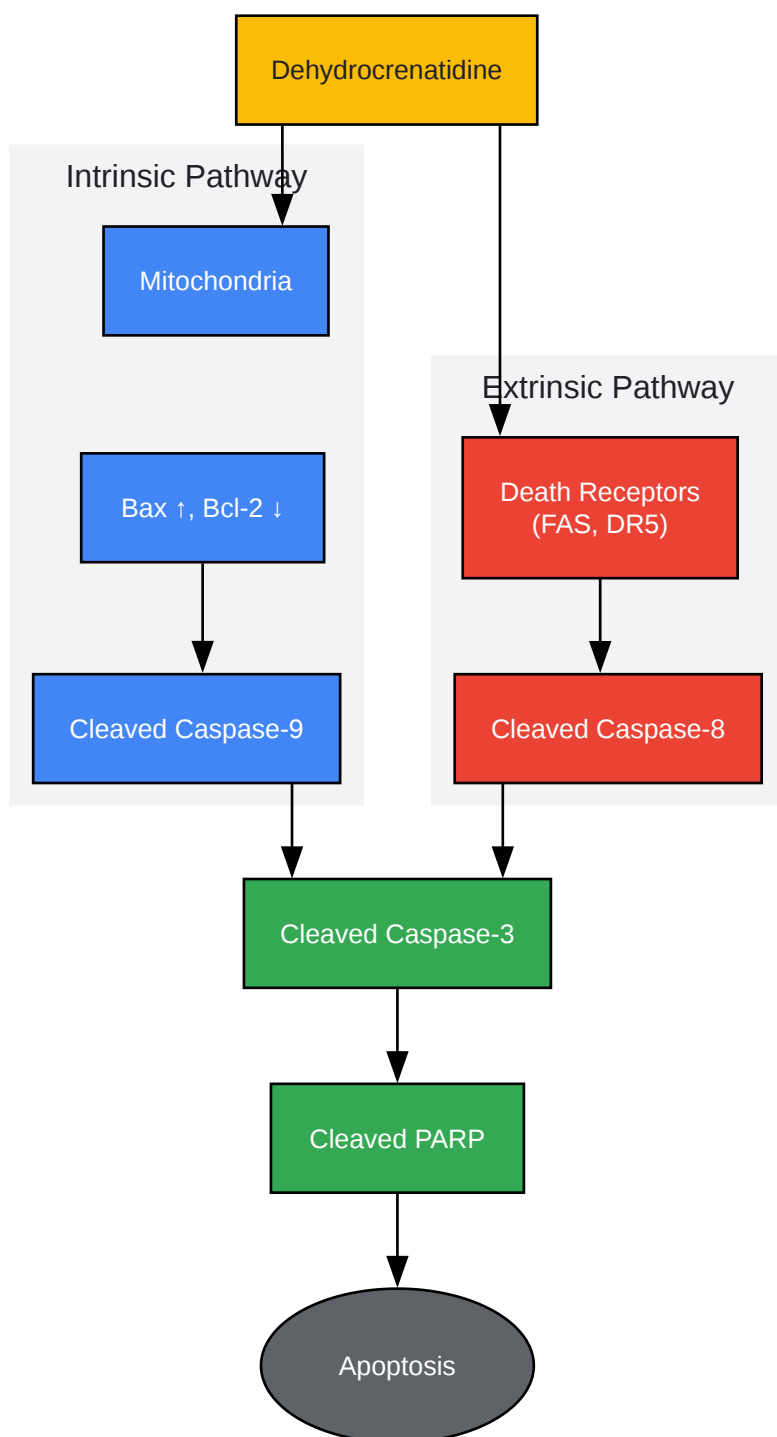 Dehydrocrenatidine
Intrinsic Pathway
Mitochondria
Bax ↑, Bcl-2 ↓
Cleaved Caspase-9
Extrinsic Pathway
Death Receptors
(FAS, DR5)
Cleaved Caspase-8
Cleaved Caspase-3
Cleaved PARP
Apoptosis